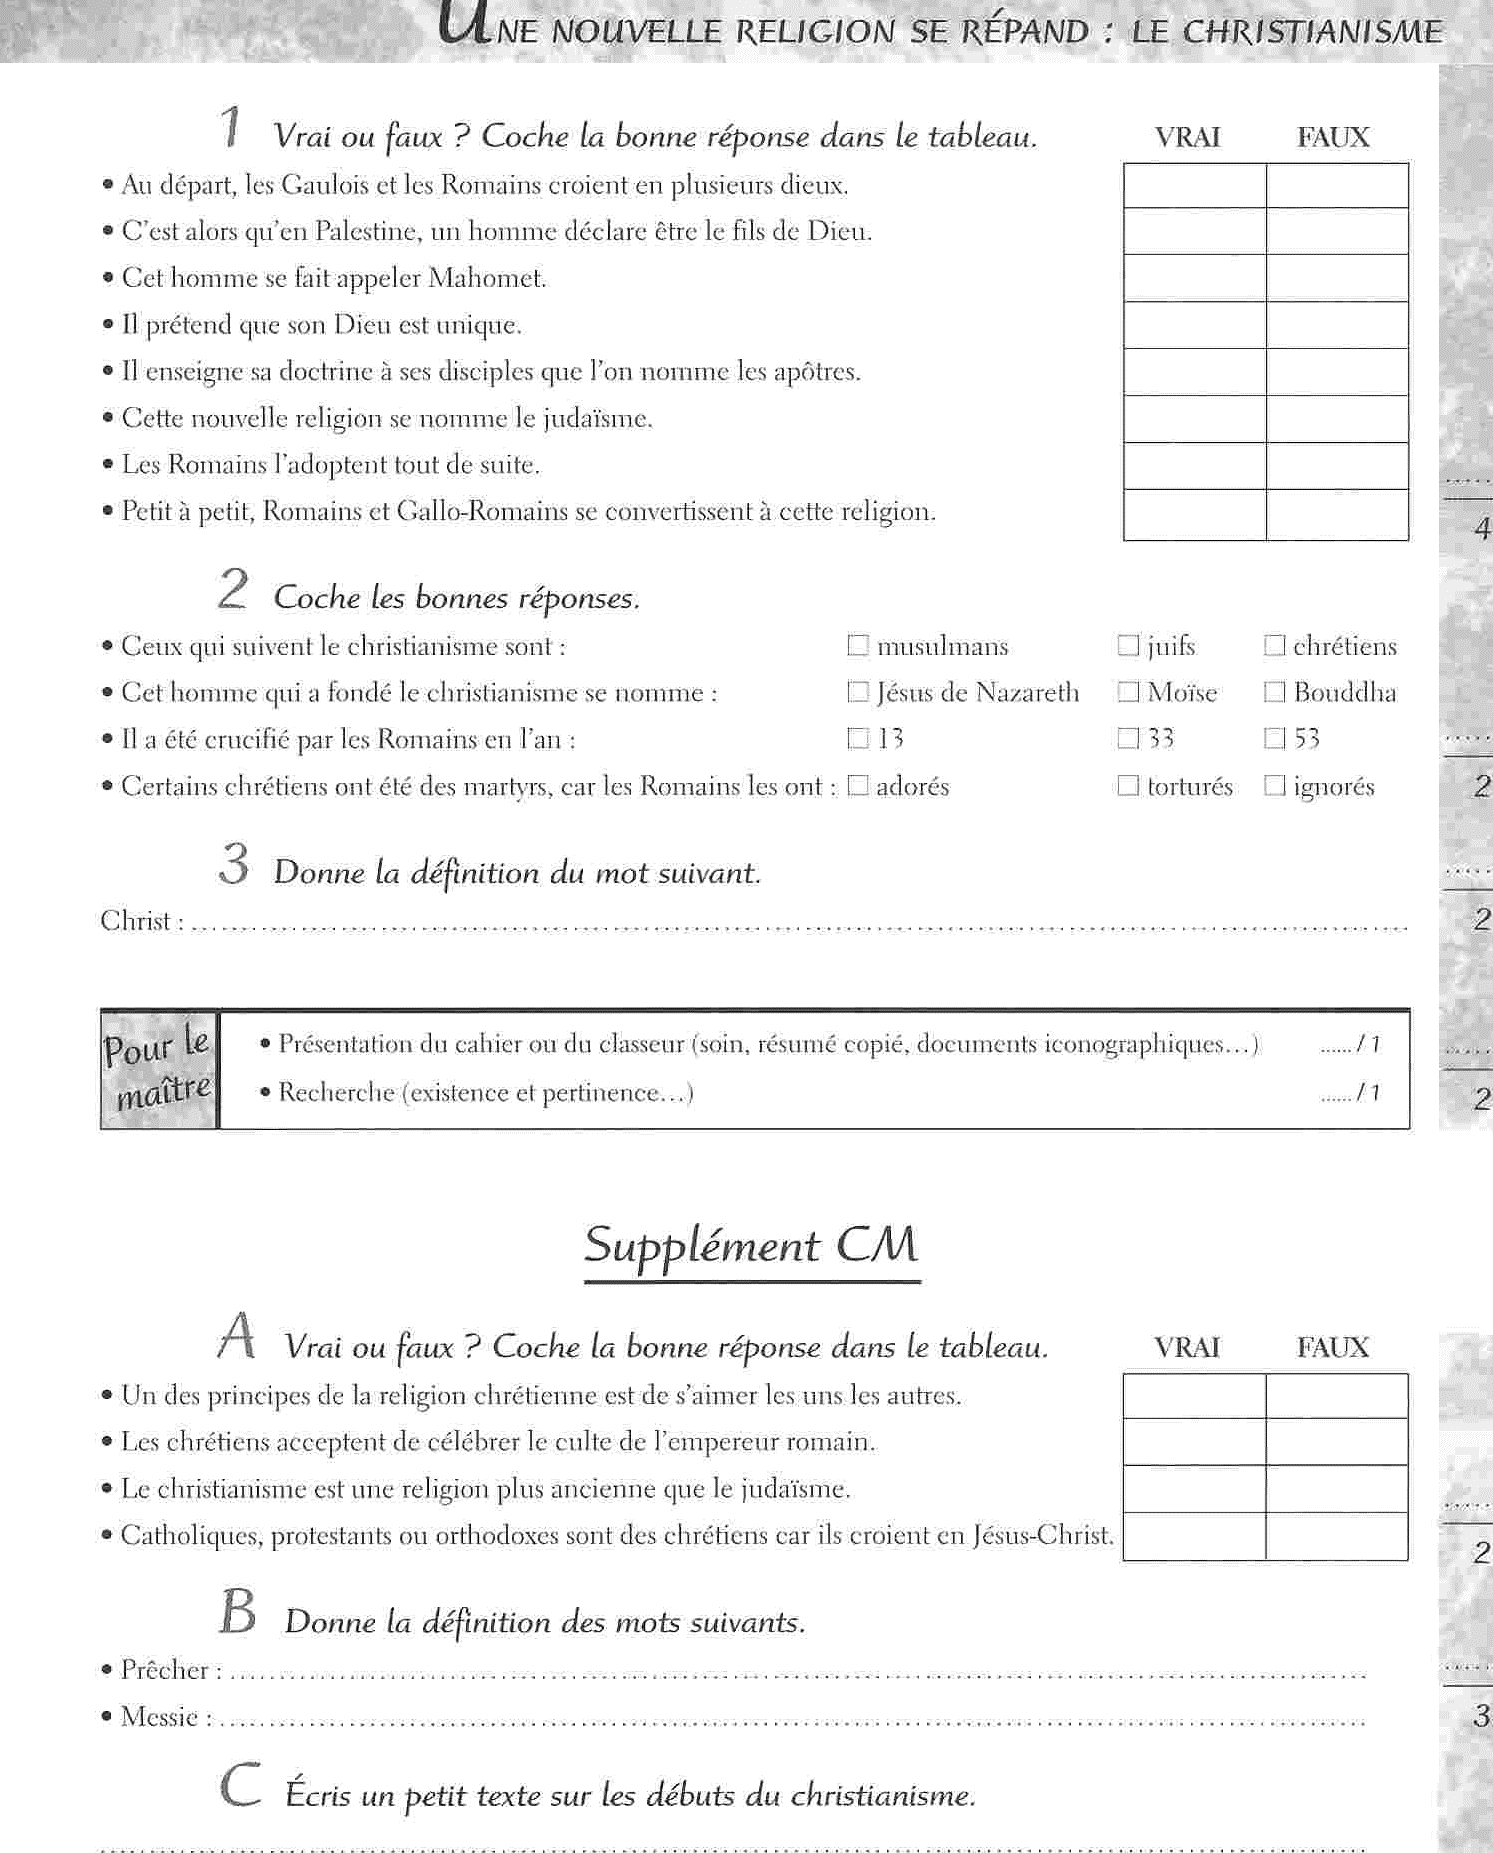 UNE NOUVELLE RELIGION SE RÉPAND : LE CHRISTIANISME
1 Vrai ou faux ? Coche la bonne réponse dans le tableau. VRAI FAUX
• Au départ, les Gaulois et les Romains croient en plusieurs dieux.
• C'est alors qu'en Palestine, un homme déclare être le fils de Dieu.
• Cet homme se fait appeler Mahomet.
• Il prétend que son Dieu est unique.
• Il enseigne sa doctrine à ses disciples que l'on nomme les apôtres.
• Cette nouvelle religion se nomme le judaïsme.
• Les Romains l'adoptent tout de suite.
• Petit à petit, Romains et Gallo-Romains se convertissent à cette religion.
4
2 Coche les bonnes réponses.
• Ceux qui suivent le christianisme sont : □ musulmans □ juifs □ chrétiens
• Cet homme qui a fondé le christianisme se nomme : □ Jésus de Nazareth □ Moïse □ Bouddha
• Il a été crucifié par les Romains en l'an : □ 13 □ 33 □ 53
• Certains chrétiens ont été des martyrs, car les Romains les ont : □ adorés □ torturés □ ignorés
2
3 Donne la définition du mot suivant.
Christ : ..........
2
Pour le maître
• Présentation du cahier ou du classeur (soin, résumé copié, documents iconographiques...) ...... / 1
• Recherche (existence et pertinence...) ...... / 1
2
Supplément CM
A Vrai ou faux ? Coche la bonne réponse dans le tableau. VRAI FAUX
• Un des principes de la religion chrétienne est de s'aimer les uns les autres.
• Les chrétiens acceptent de célébrer le culte de l'empereur romain.
• Le christianisme est une religion plus ancienne que le judaïsme.
• Catholiques, protestants ou orthodoxes sont des chrétiens car ils croient en Jésus-Christ.
2
B Donne la définition des mots suivants.
• Prêcher : ..........
• Messie : ..........
3
C Écris un petit texte sur les débuts du christianisme.